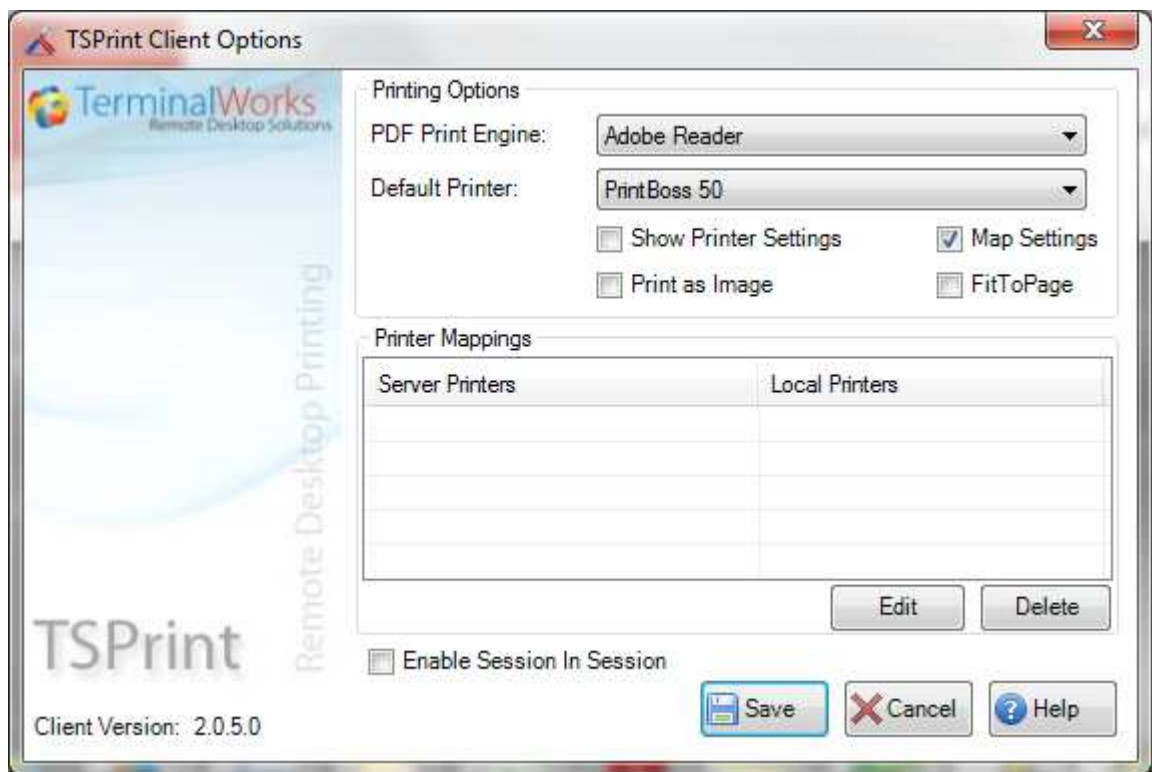 TSPrint Client Options
TerminalWorks
Remote Desktop Solutions
Printing Options
PDF Print Engine: Adobe Reader
Default Printer: PrintBoss 50
Show Printer Settings Map Settings
Print as Image FitToPage
Printer Mappings
Server Printers Local Printers
Edit Delete
Remote Desktop Printing
TSPrint
Enable Session In Session
Save Cancel Help
Client Version: 2.0.5.0